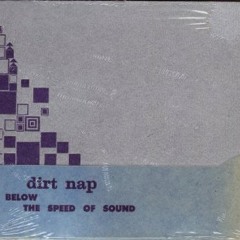 dirt nap
BELOW
THE SPEED OF SOUND